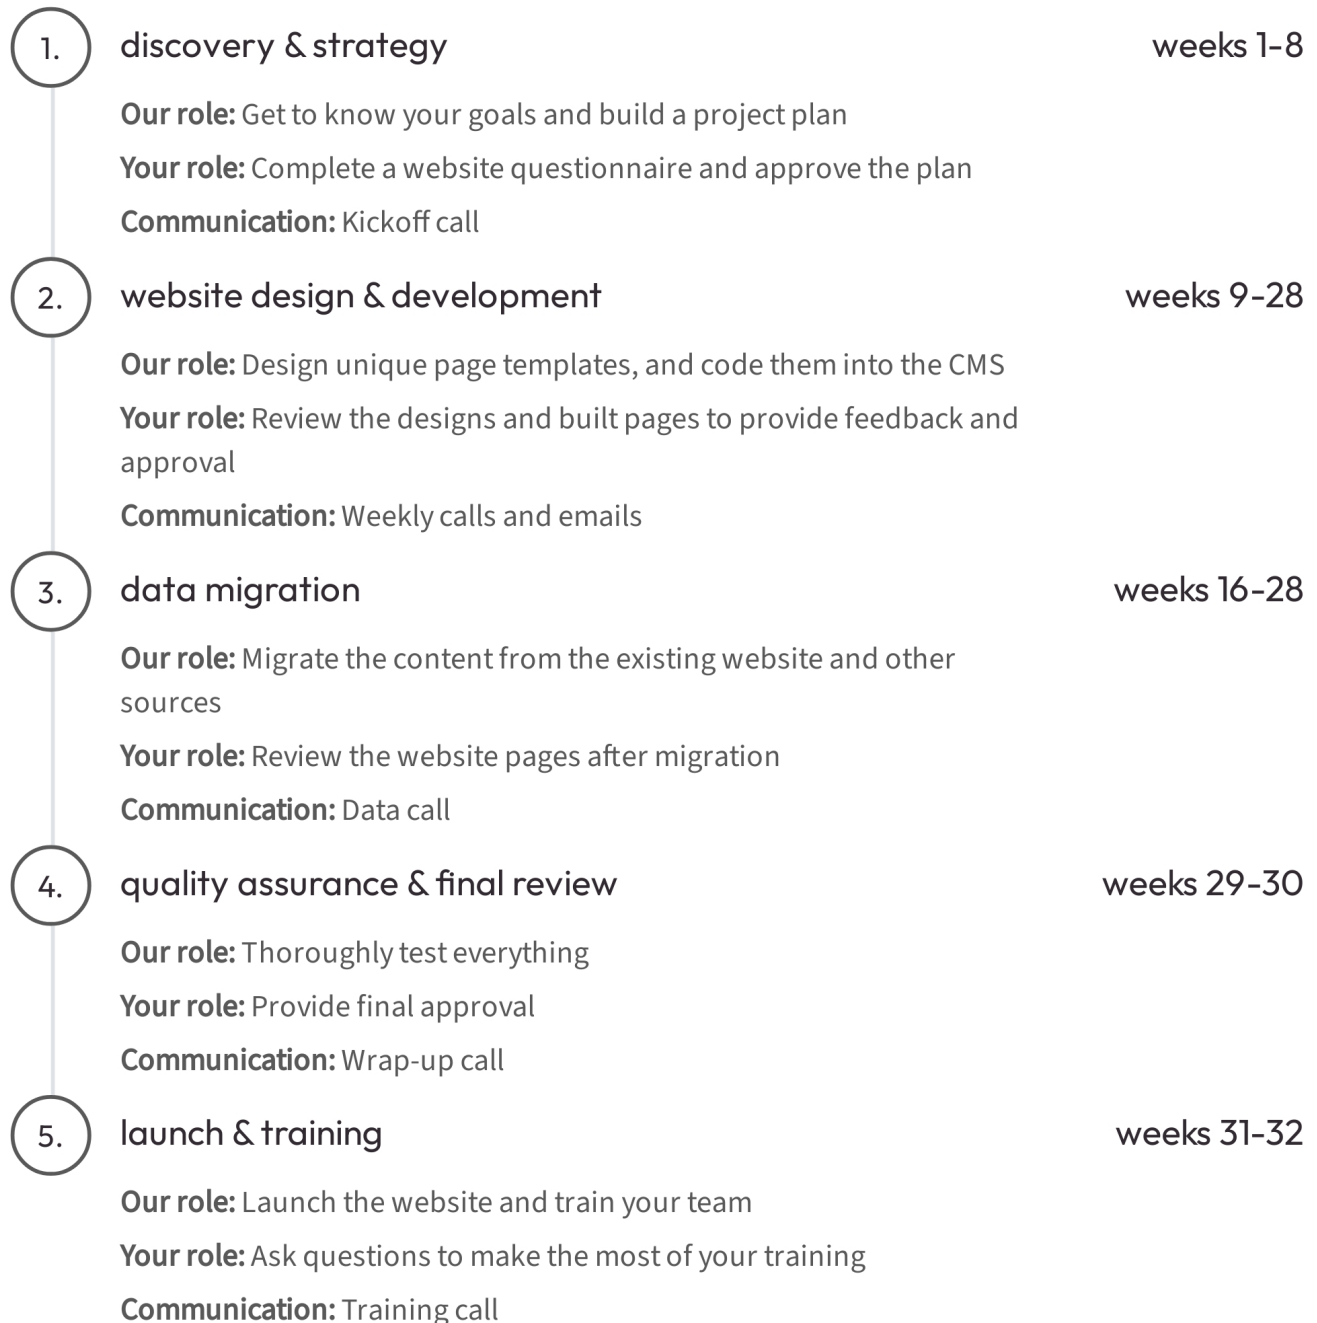 1. discovery & strategy weeks 1-8
Our role: Get to know your goals and build a project plan
Your role: Complete a website questionnaire and approve the plan
Communication: Kickoff call
2. website design & development weeks 9-28
Our role: Design unique page templates, and code them into the CMS
Your role: Review the designs and built pages to provide feedback and
approval
Communication: Weekly calls and emails
3. data migration weeks 16-28
Our role: Migrate the content from the existing website and other
sources
Your role: Review the website pages after migration
Communication: Data call
4. quality assurance & final review weeks 29-30
Our role: Thoroughly test everything
Your role: Provide final approval
Communication: Wrap-up call
5. launch & training weeks 31-32
Our role: Launch the website and train your team
Your role: Ask questions to make the most of your training
Communication: Training call